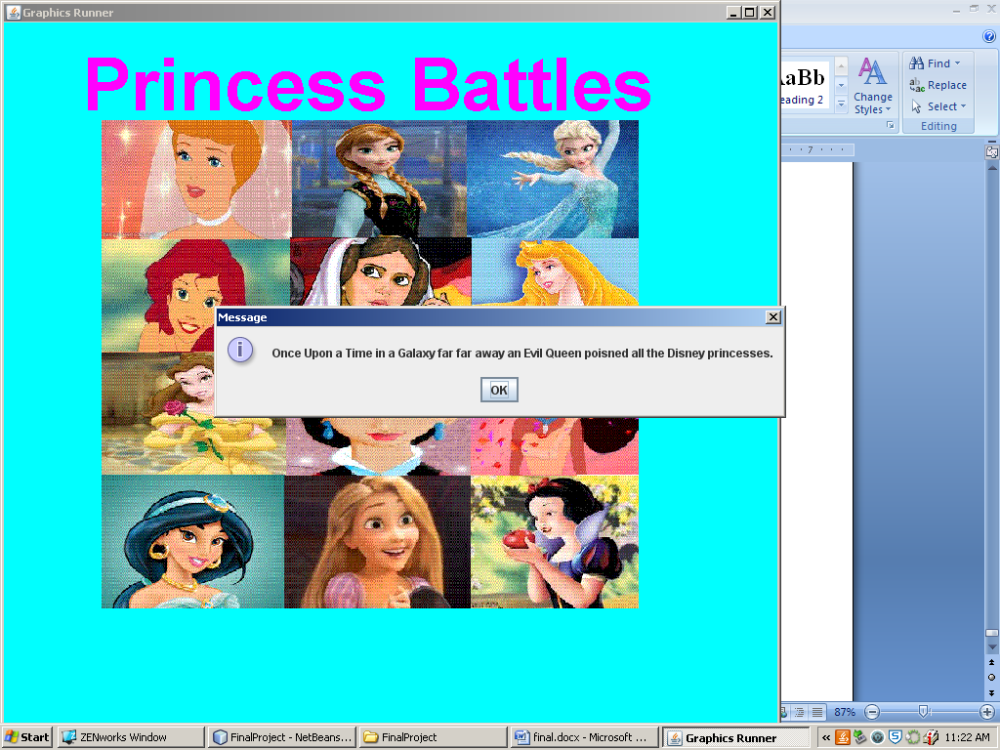 Graphics Runner
Princess Battles
Message
Once Upon a Time in a Galaxy far far away an Evil Queen poisned all the Disney princesses.
OK
AaBb
eading 2
Change
Styles
Find
Replace
Select
Editing
7
87%
Start
ZENworks Window
FinalProject - NetBeans...
FinalProject
final.docx - Microsoft ...
Graphics Runner
11:22 AM